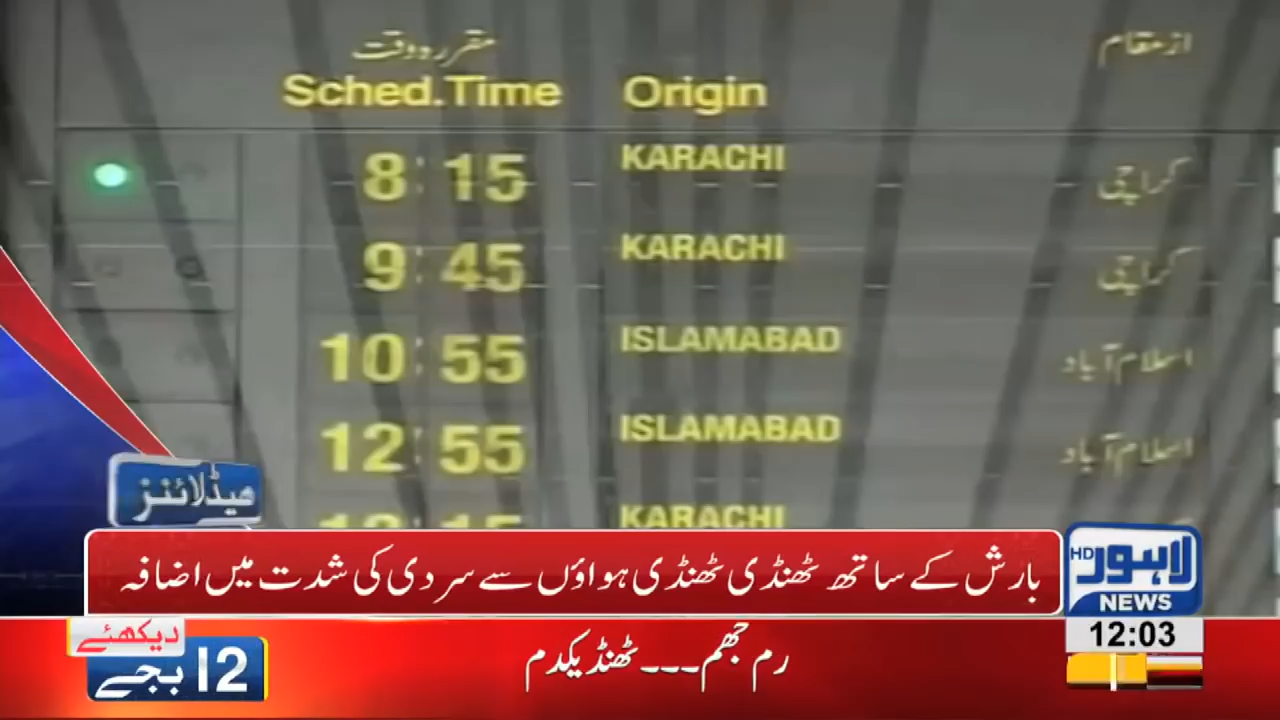 مقررہ وقت
از مقام
Sched.Time Origin
8:15 KARACHI کراچی
9:45 KARACHI کراچی
10:55 ISLAMABAD اسلام آباد
12:55 ISLAMABAD اسلام آباد
KARACHI
ہیڈلائنز
بارش کے ساتھ ٹھنڈی ٹھنڈی ہواؤں سے سردی کی شدت میں اضافہ
لاہور HD
NEWS
12:03
دیکھئے
12 بجے
رم جھم۔۔۔ٹھنڈ یکدم